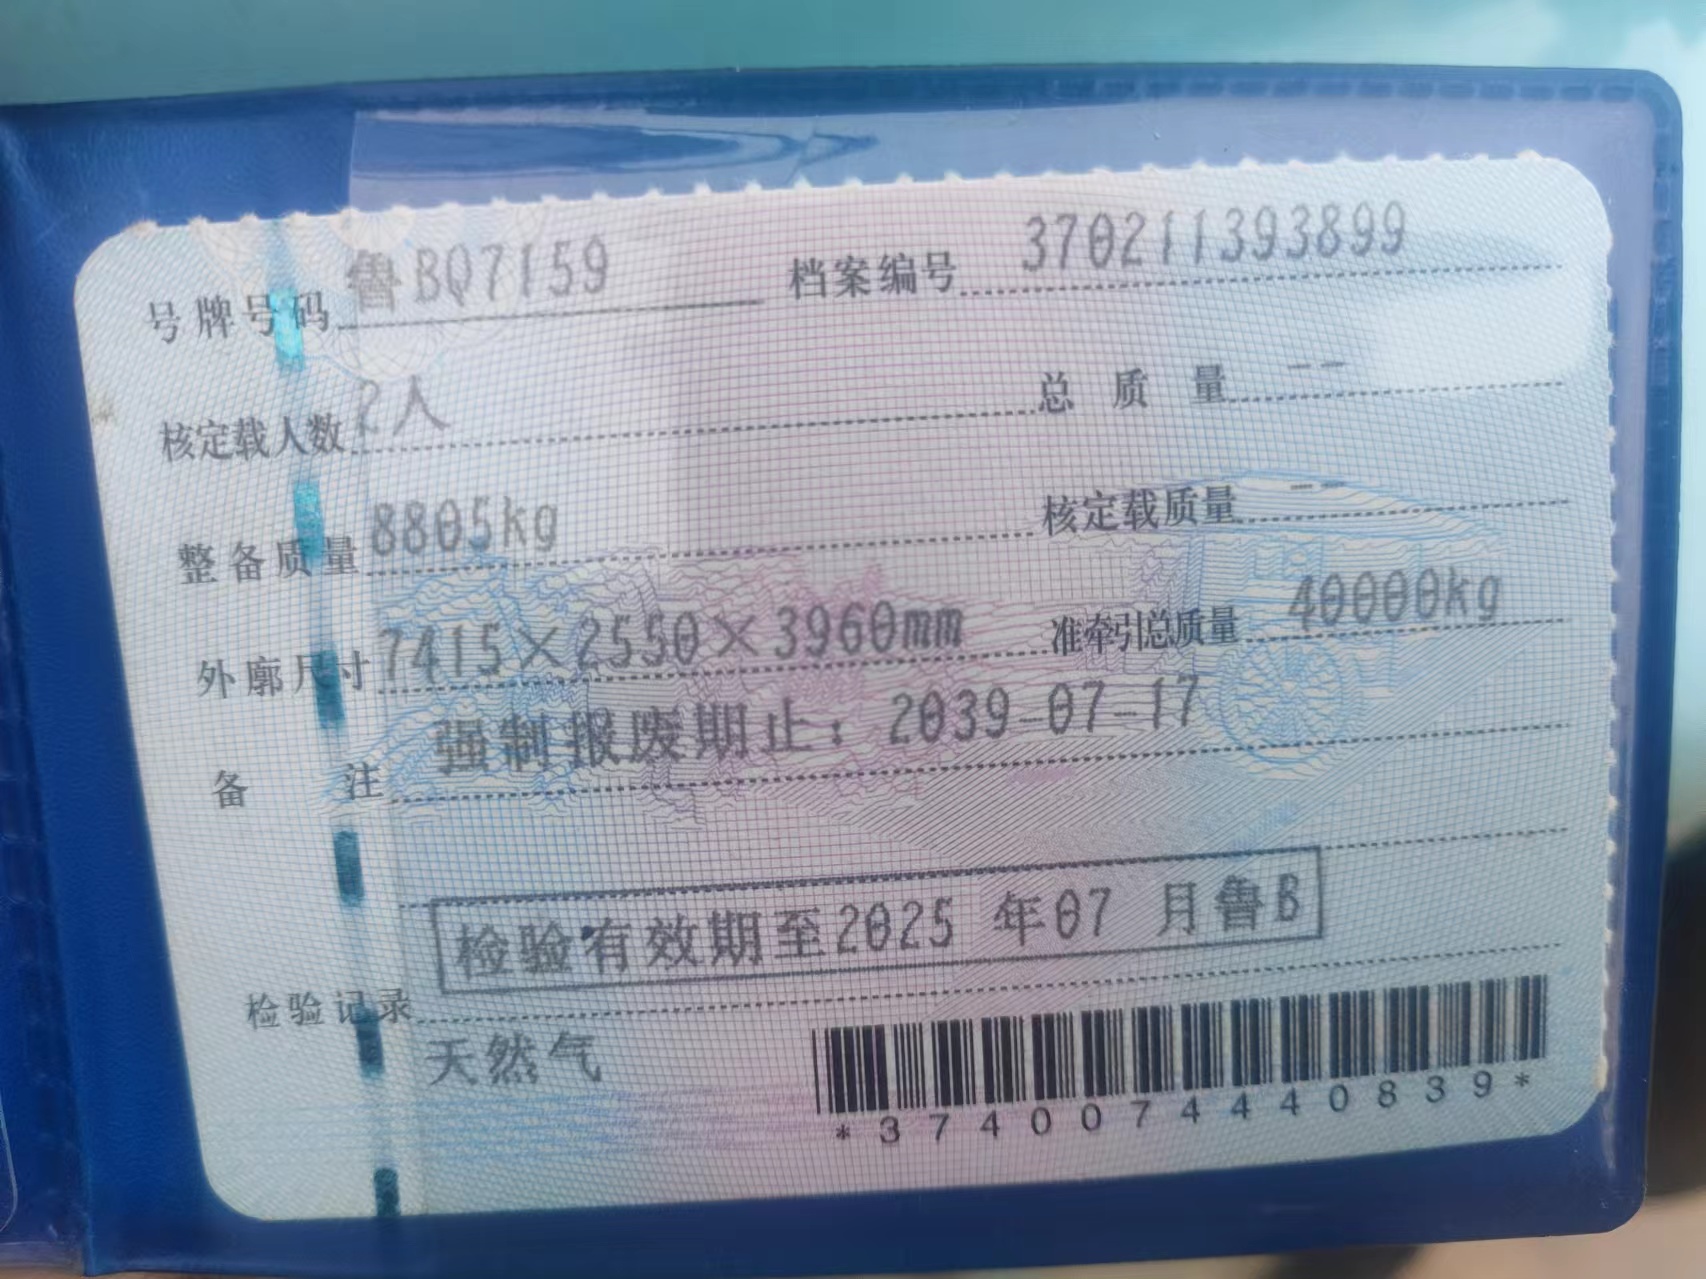 号牌号码 鲁BQ7159 档案编号 370211393899
核定载人数 2人 总质量 --
整备质量 8805kg 核定载质量 --
外廓尺寸 7415×2550×3960mm 准牵引总质量 40000kg
备注 强制报废期止：2039-07-17
检验有效期至2025 年07 月鲁B
检验记录
天然气
*3740074440839*